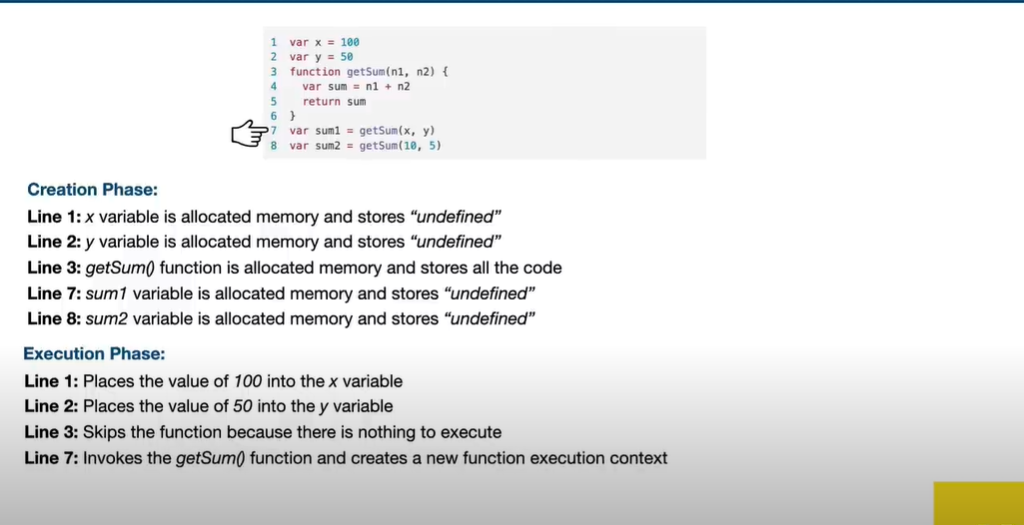 1 var x = 100
2 var y = 50
3 function getSum(n1, n2) {
4 var sum = n1 + n2
5 return sum
6 }
7 var sum1 = getSum(x, y)
8 var sum2 = getSum(10, 5)
Creation Phase:
Line 1: x variable is allocated memory and stores “undefined”
Line 2: y variable is allocated memory and stores “undefined”
Line 3: getSum() function is allocated memory and stores all the code
Line 7: sum1 variable is allocated memory and stores “undefined”
Line 8: sum2 variable is allocated memory and stores “undefined”
Execution Phase:
Line 1: Places the value of 100 into the x variable
Line 2: Places the value of 50 into the y variable
Line 3: Skips the function because there is nothing to execute
Line 7: Invokes the getSum() function and creates a new function execution context